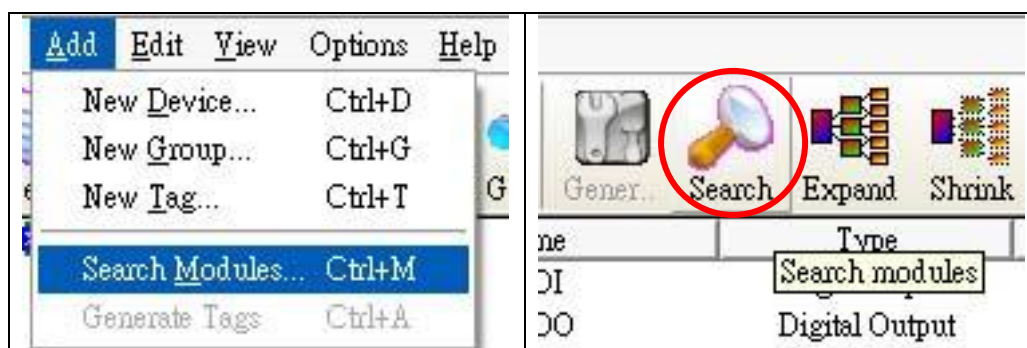 Add Edit View Options Help
New Device... Ctrl+D
New Group... Ctrl+G
New Tag... Ctrl+T
Search Modules... Ctrl+M
Generate Tags Ctrl+A
G
Gener... Search Expand Shrink
me Type
Search modules
DI
DO Digital Output